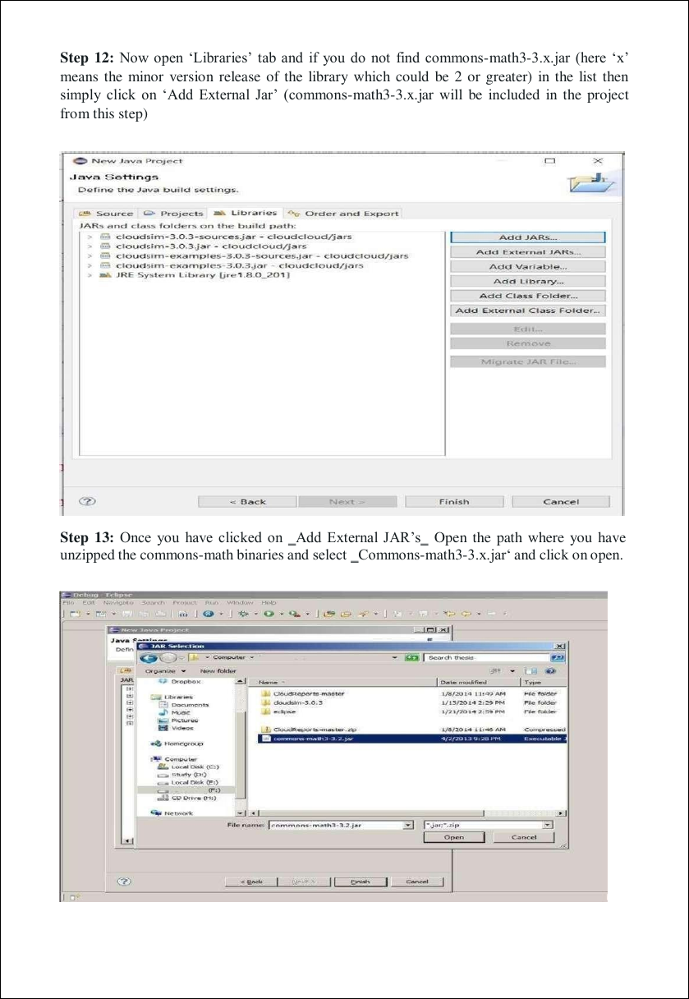 Step 12: Now open ‘Libraries’ tab and if you do not find commons-math3-3.x.jar (here ‘x’
means the minor version release of the library which could be 2 or greater) in the list then
simply click on ‘Add External Jar’ (commons-math3-3.x.jar will be included in the project
from this step)
New Java Project
Java Settings
Define the Java build settings.
Source Projects Libraries Order and Export
JARs and class folders on the build path:
cloudsim-3.0.3-sources.jar - cloudcloud/jars
cloudsim-3.0.3.jar - cloudcloud/jars
cloudsim-examples-3.0.3-sources.jar - cloudcloud/jars
cloudsim-examples-3.0.3.jar - cloudcloud/jars
JRE System Library [jre1.8.0_201]
Add JARs...
Add External JARs...
Add Variable...
Add Library...
Add Class Folder...
Add External Class Folder...
Edit...
Remove
Migrate JAR File...
< Back Next > Finish Cancel
Step 13: Once you have clicked on _Add External JAR’s_ Open the path where you have
unzipped the commons-math binaries and select _Commons-math3-3.x.jar‘ and click on open.
Debug - Eclipse
File Edit Navigate Search Project Run Window Help
New Java Project
Java Settings
Defin
JAR Selection
Computer
Search thesis
Organize New folder
JAR
Name Date modified Type
Dropbox
Libraries
Documents
Music
Pictures
Videos
Homegroup
Computer
Local Disk (C:)
Study (D:)
Local Disk (E:)
(F:)
CD Drive (H:)
Network
CloudReports-master 1/8/2014 11:49 AM File folder
cloudsim-3.0.3 1/13/2014 2:29 PM File folder
eclipse 1/21/2014 2:59 PM File folder
CloudReports-master.zip 1/8/2014 11:46 AM Compressed
commons-math3-3.2.jar 4/2/2013 9:28 PM Executable J
File name: commons-math3-3.2.jar *.jar;*.zip
Open Cancel
< Back Next > Finish Cancel